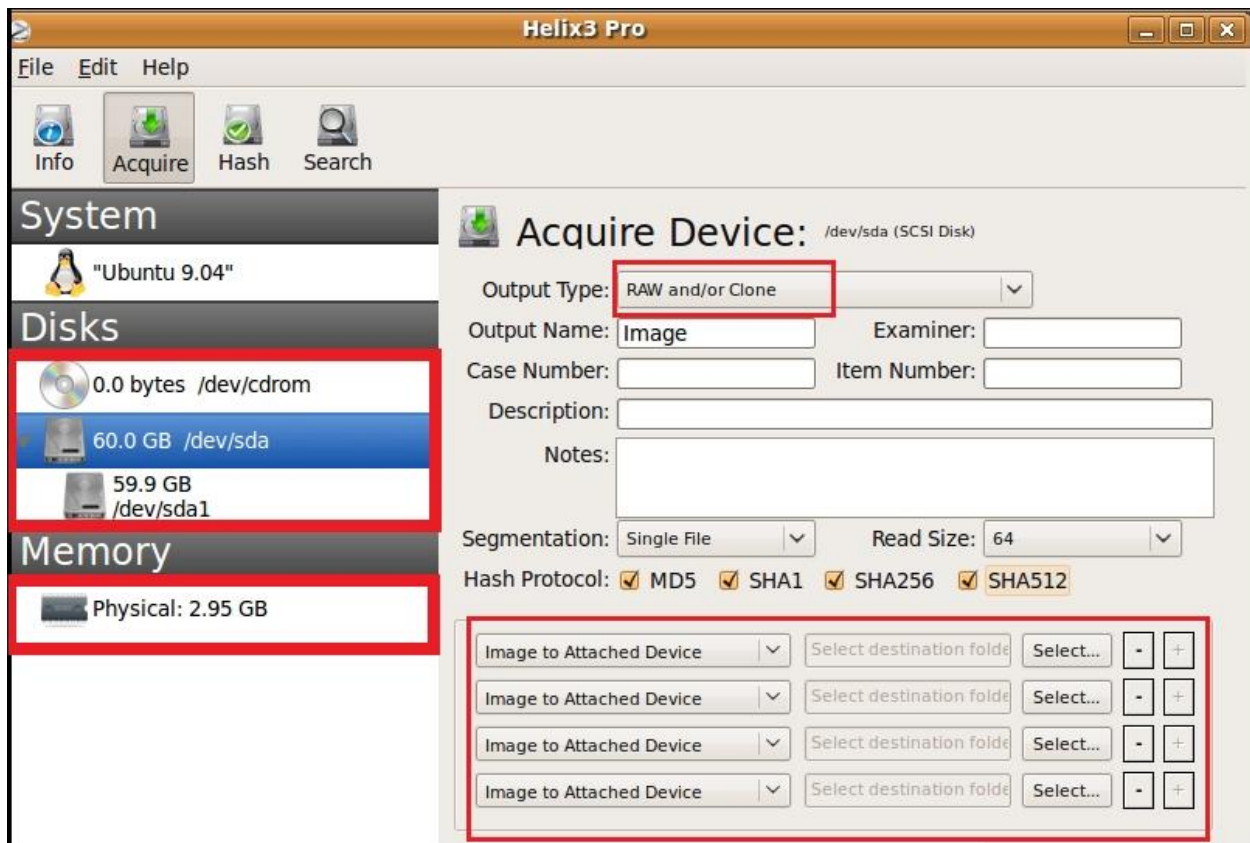 Helix3 Pro
File Edit Help
Info Acquire Hash Search
System
"Ubuntu 9.04"
Disks
0.0 bytes /dev/cdrom
60.0 GB /dev/sda
59.9 GB
/dev/sda1
Memory
Physical: 2.95 GB
Acquire Device: /dev/sda (SCSI Disk)
Output Type: RAW and/or Clone
Output Name: Image Examiner:
Case Number: Item Number:
Description:
Notes:
Segmentation: Single File Read Size: 64
Hash Protocol: MD5 SHA1 SHA256 SHA512
Image to Attached Device Select destination folde Select... - +
Image to Attached Device Select destination folde Select... - +
Image to Attached Device Select destination folde Select... - +
Image to Attached Device Select destination folde Select... - +